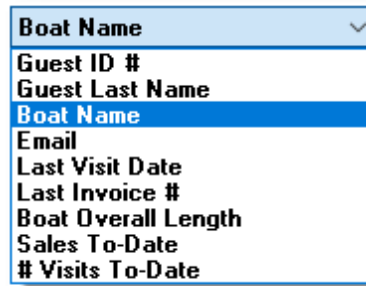 Boat Name
Guest ID #
Guest Last Name
Boat Name
Email
Last Visit Date
Last Invoice #
Boat Overall Length
Sales To-Date
# Visits To-Date